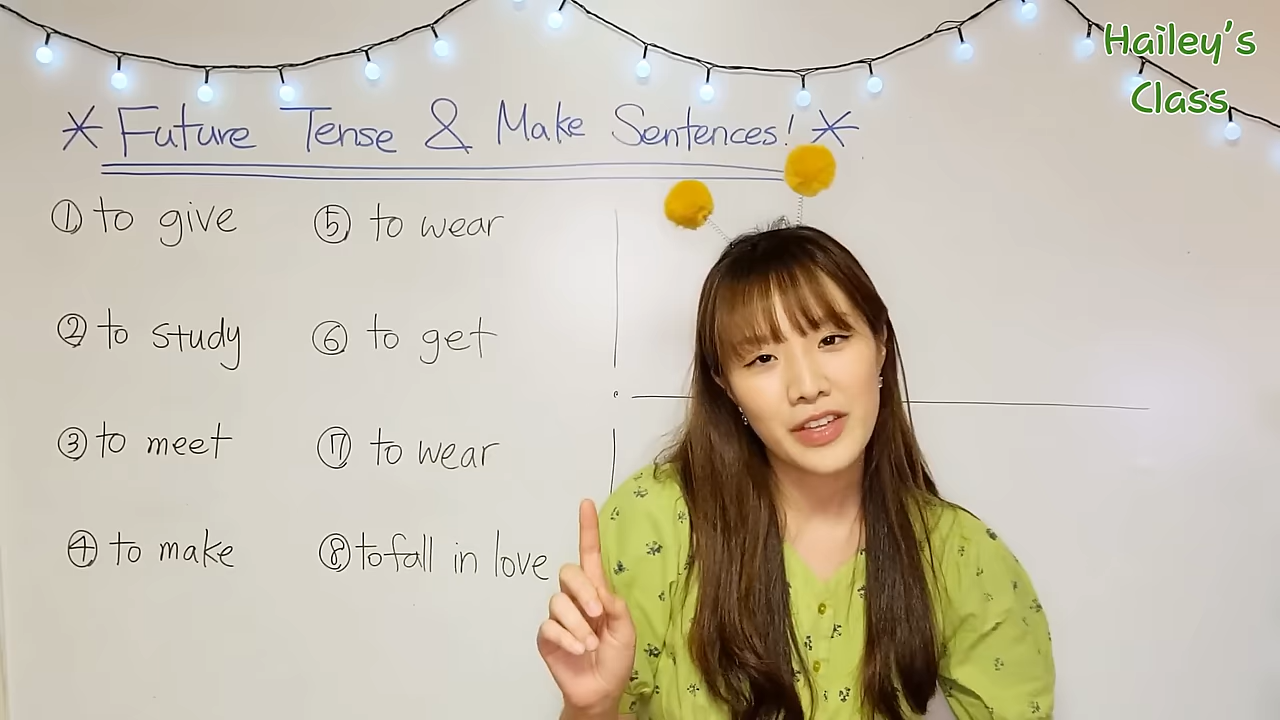 Hailey's
Class
* Future Tense & Make Sentences! *
① to give
② to study
③ to meet
④ to make
⑤ to wear
⑥ to get
⑦ to wear
⑧ to fall in love